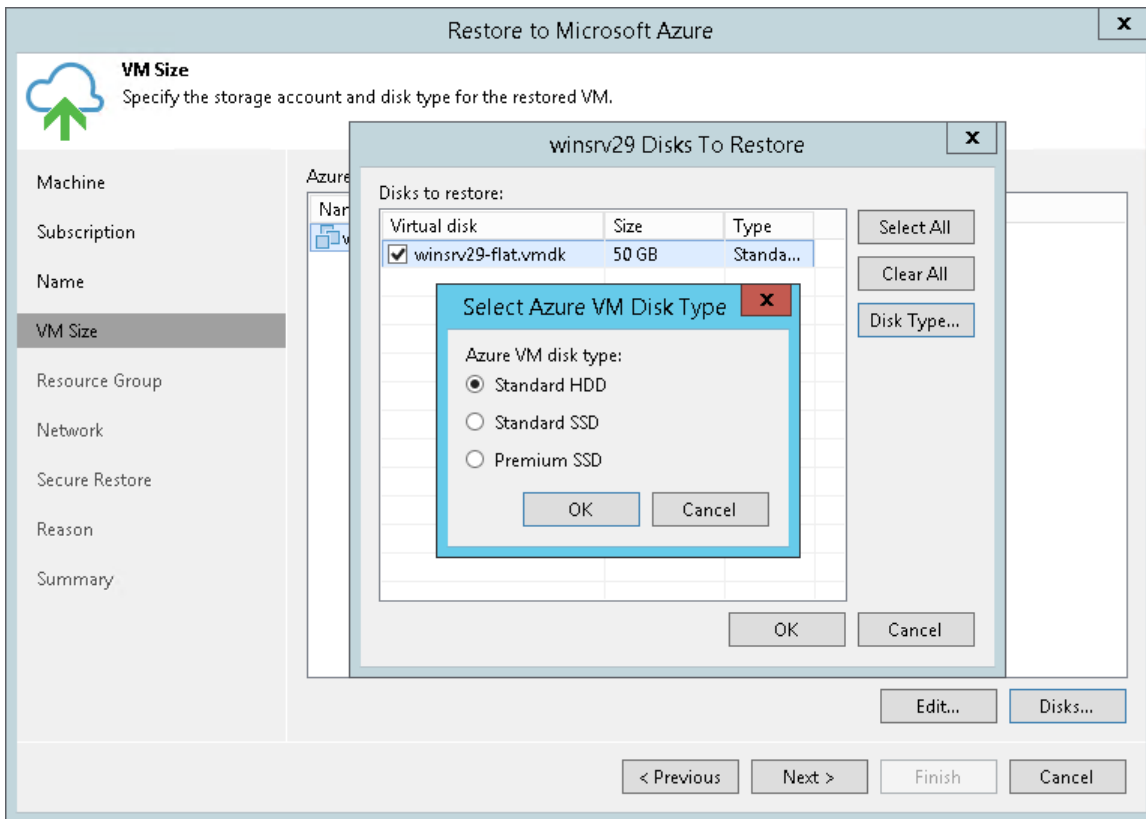 Restore to Microsoft Azure
x
VM Size
Specify the storage account and disk type for the restored VM.
Machine
Subscription
Name
VM Size
Resource Group
Network
Secure Restore
Reason
Summary
Azure
Nar
winsrv29 Disks To Restore
x
Disks to restore:
Virtual disk Size Type
winsrv29-flat.vmdk 50 GB Standa...
Select All
Clear All
Disk Type...
Select Azure VM Disk Type
x
Azure VM disk type:
Standard HDD
Standard SSD
Premium SSD
OK Cancel
OK Cancel
Edit... Disks...
< Previous Next > Finish Cancel